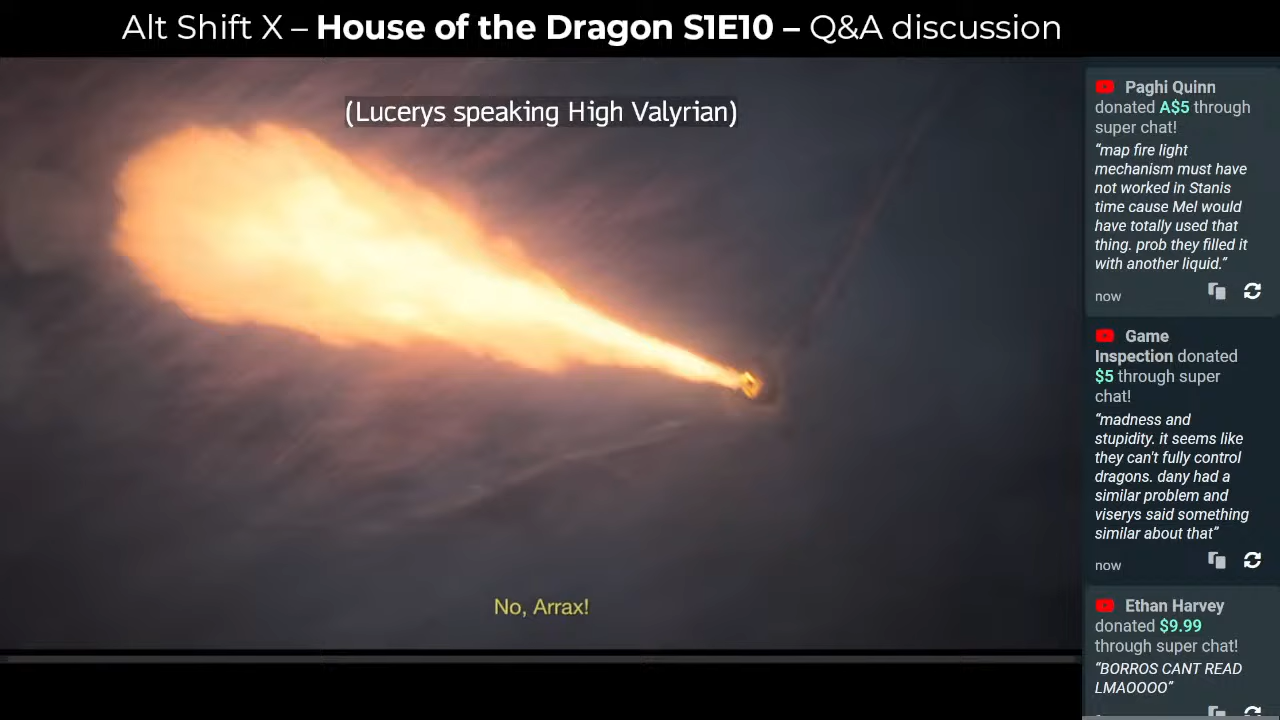 Alt Shift X – House of the Dragon S1E10 – Q&A discussion
(Lucerys speaking High Valyrian)
No, Arrax!
Paghi Quinn
donated A$5 through
super chat!
“map fire light
mechanism must have
not worked in Stanis
time cause Mel would
have totally used that
thing. prob they filled it
with another liquid.”
now
Game
Inspection donated
$5 through super
chat!
“madness and
stupidity. it seems like
they can't fully control
dragons. dany had a
similar problem and
viserys said something
similar about that”
now
Ethan Harvey
donated $9.99
through super chat!
“BORROS CANT READ
LMAOOOO”